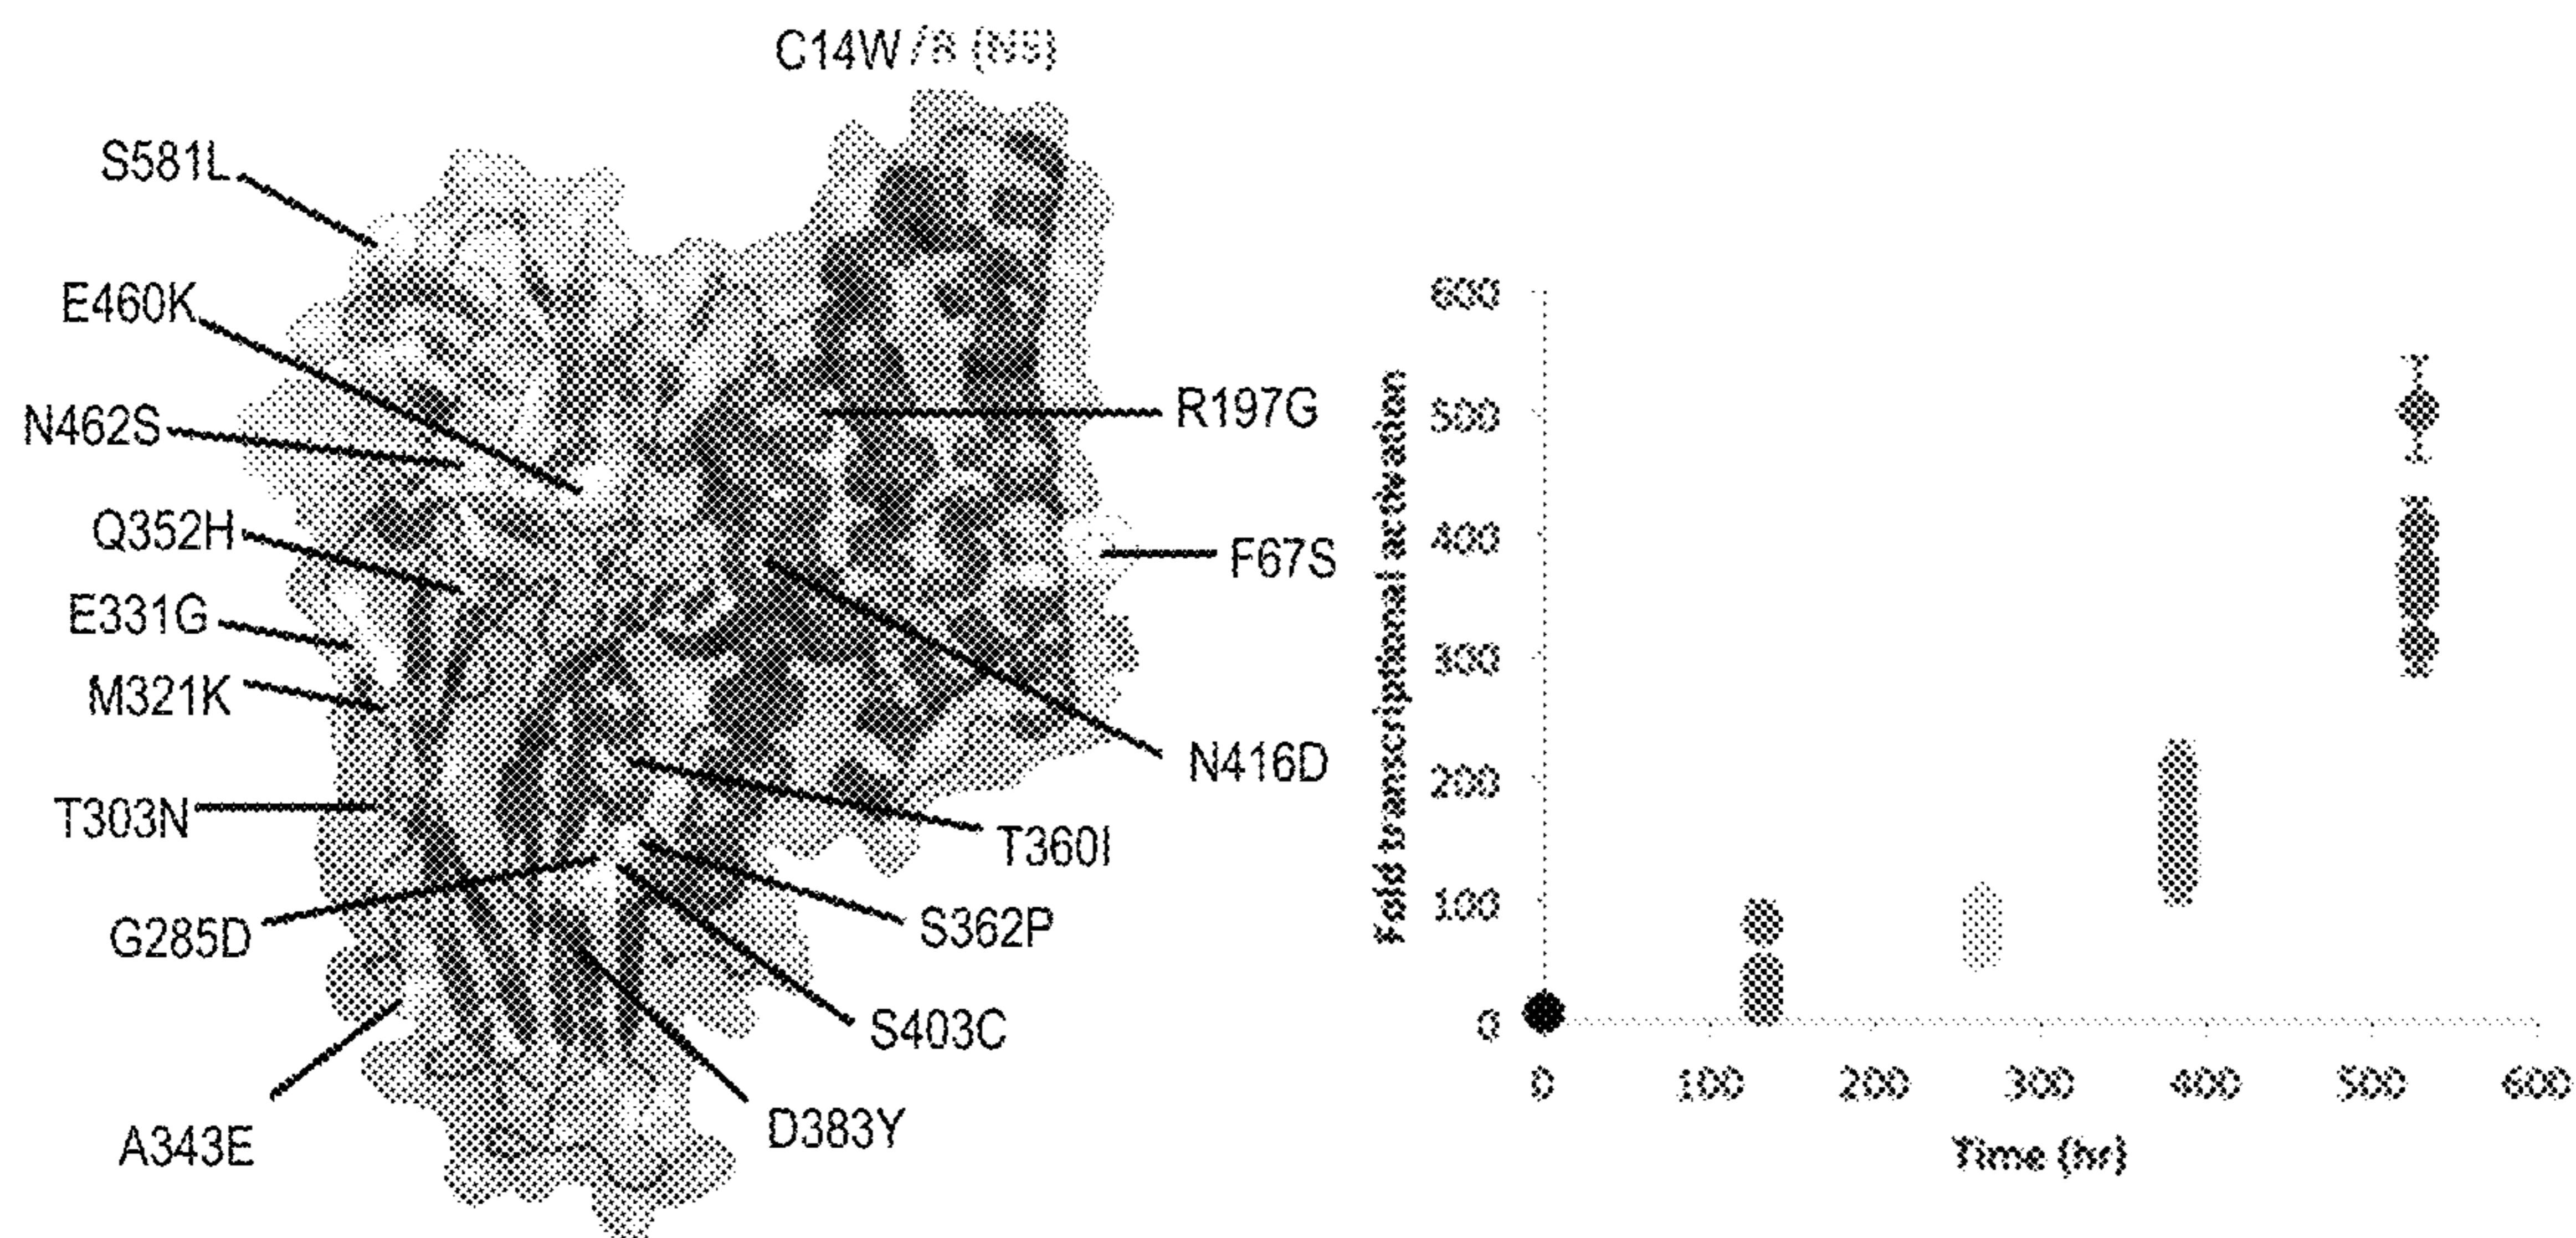 C14W /R (NS)
S581L
E460K
N462S
Q352H
E331G
M321K
T303N
G285D
A343E
R197G
F67S
N416D
T360I
S362P
S403C
D383Y
Fold transcriptional activation
600
500
400
300
200
100
0
0 100 200 300 400 500 600
Time (hr)